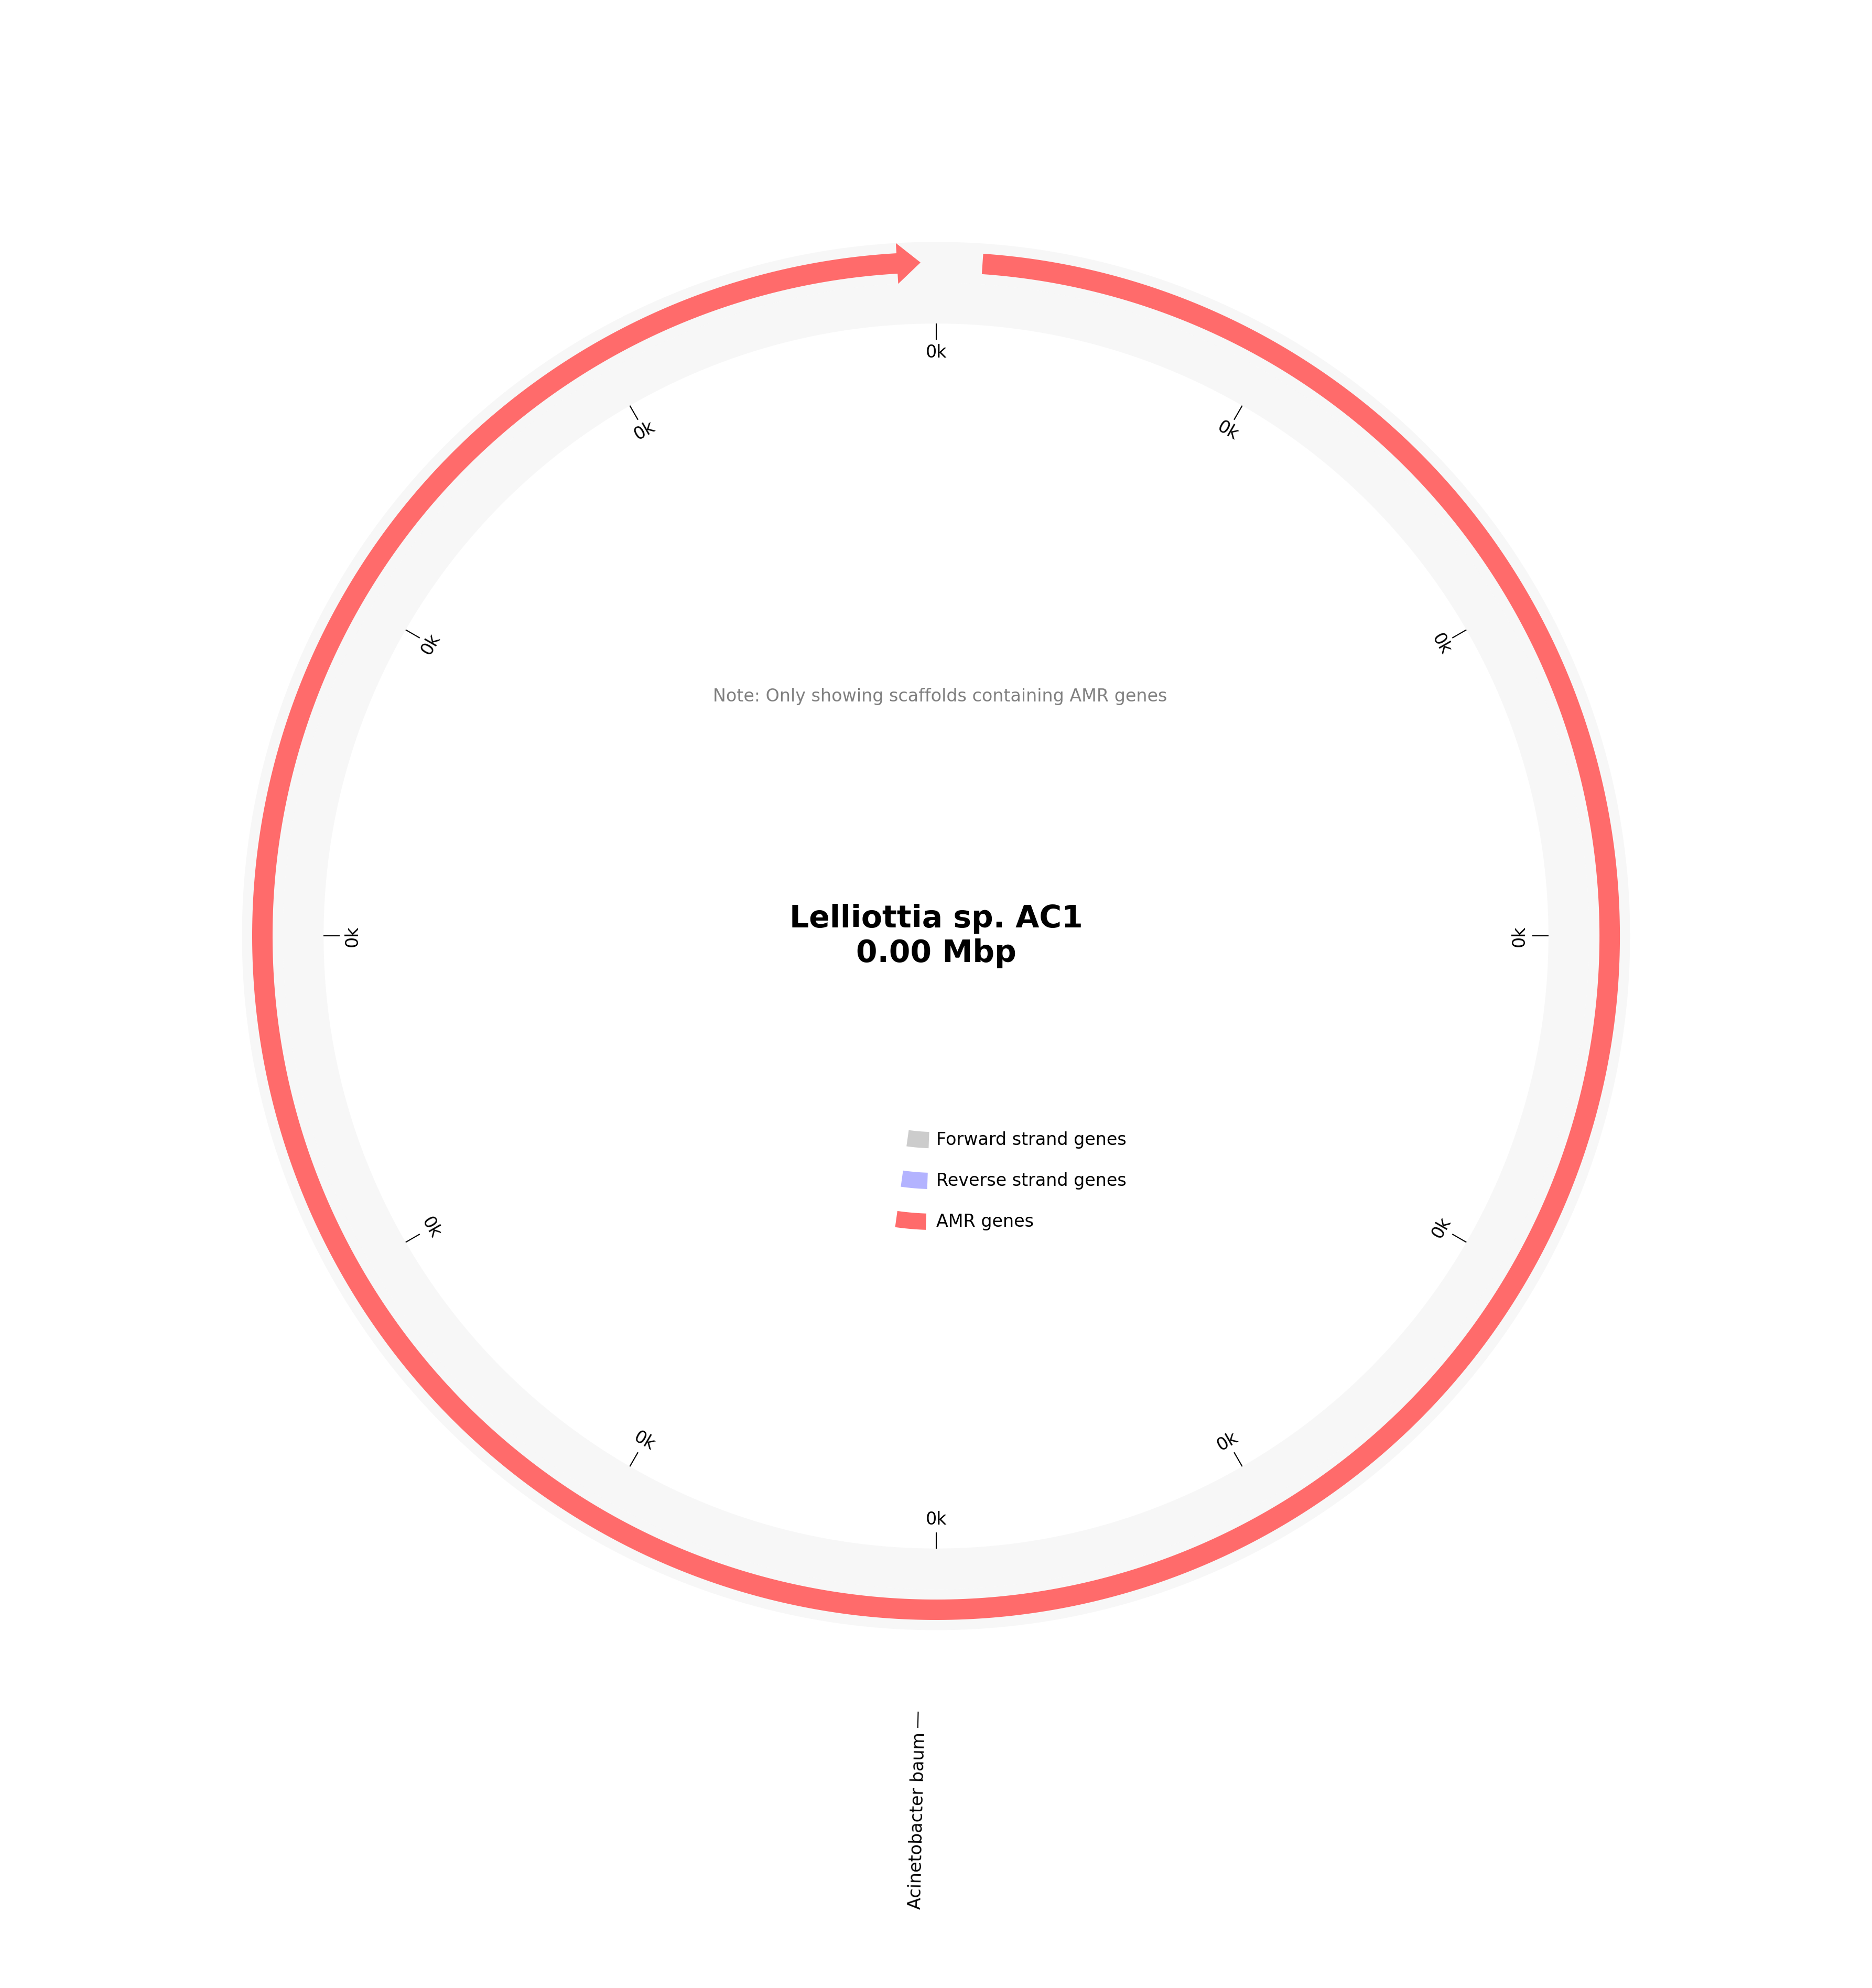 0k
0k
0k
0k
0k
0k
Note: Only showing scaffolds containing AMR genes
Lelliottia sp. AC1
0.00 Mbp
0k
0k
Forward strand genes
Reverse strand genes
AMR genes
0k
0k
0k
0k
Acinetobacter baum